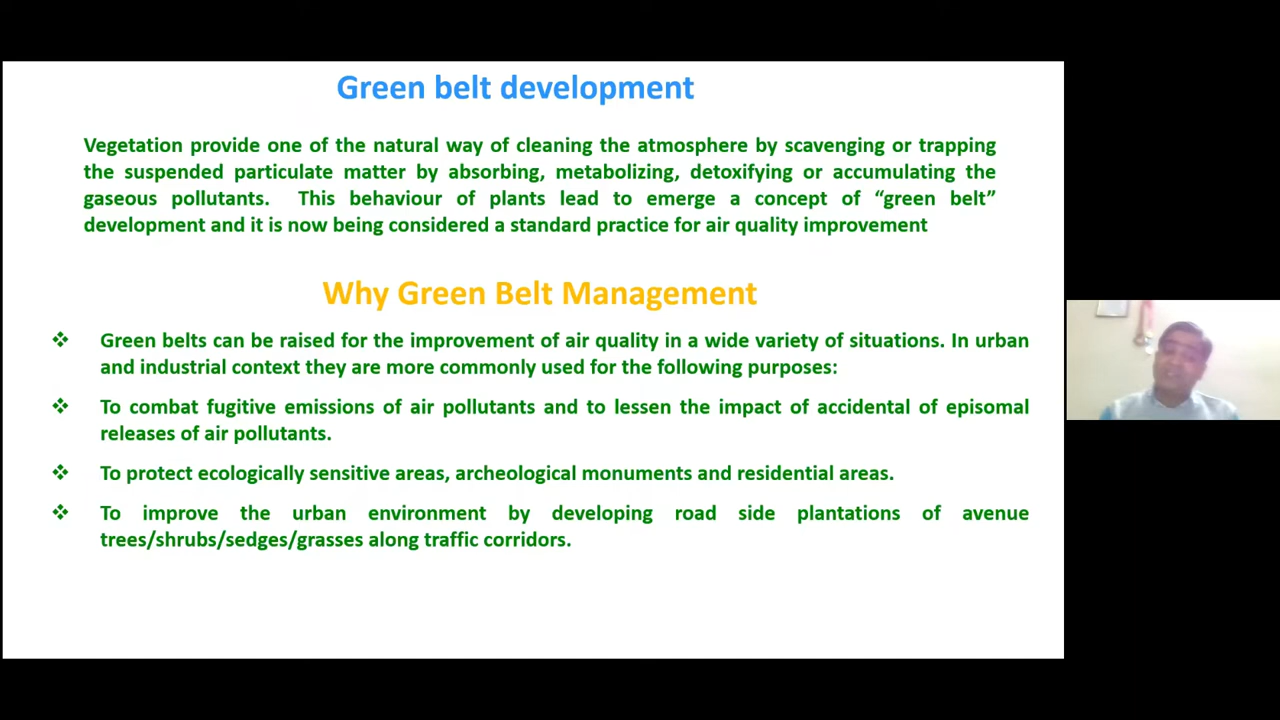 Green belt development
Vegetation provide one of the natural way of cleaning the atmosphere by scavenging or trapping
the suspended particulate matter by absorbing, metabolizing, detoxifying or accumulating the
gaseous pollutants. This behaviour of plants lead to emerge a concept of “green belt”
development and it is now being considered a standard practice for air quality improvement
Why Green Belt Management
❖ Green belts can be raised for the improvement of air quality in a wide variety of situations. In urban
and industrial context they are more commonly used for the following purposes:
❖ To combat fugitive emissions of air pollutants and to lessen the impact of accidental of episomal
releases of air pollutants.
❖ To protect ecologically sensitive areas, archeological monuments and residential areas.
❖ To improve the urban environment by developing road side plantations of avenue
trees/shrubs/sedges/grasses along traffic corridors.